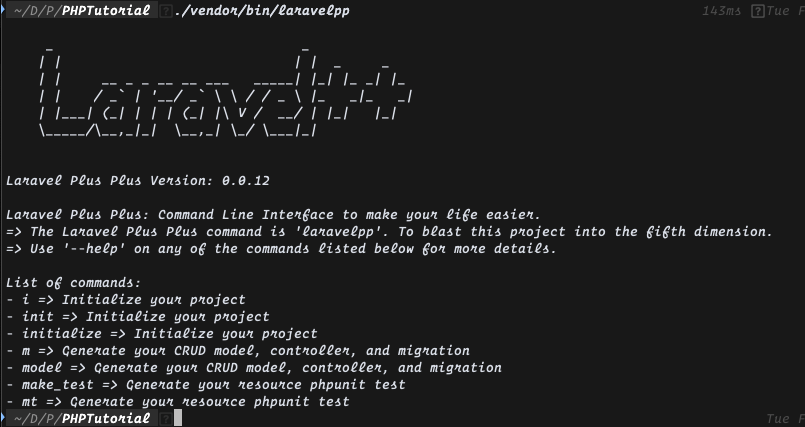 ~/D/P/PHPTutorial ? ./vendor/bin/laravelpp 143ms ? Tue F
Laravel++
Laravel Plus Plus Version: 0.0.12
Laravel Plus Plus: Command Line Interface to make your life easier.
=> The Laravel Plus Plus command is 'laravelpp'. To blast this project into the fifth dimension.
=> Use '--help' on any of the commands listed below for more details.
List of commands:
- i => Initialize your project
- init => Initialize your project
- initialize => Initialize your project
- m => Generate your CRUD model, controller, and migration
- model => Generate your CRUD model, controller, and migration
- make_test => Generate your resource phpunit test
- mt => Generate your resource phpunit test
~/D/P/PHPTutorial ? Tue F